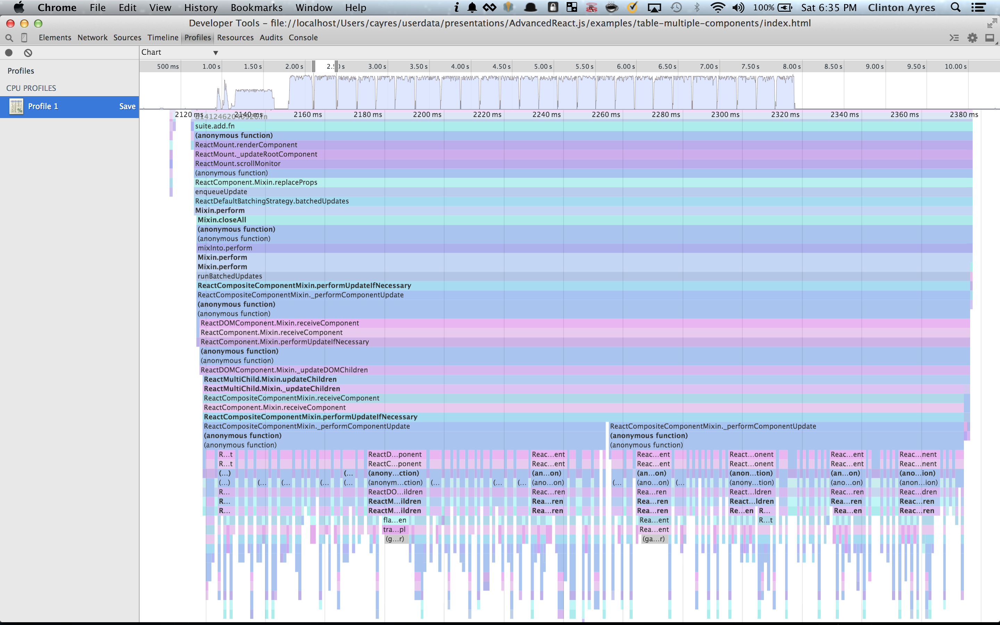 Chrome File Edit View History Bookmarks Window Help 100% Sat 6:35 PM Clinton Ayres
Developer Tools – file://localhost/Users/cayres/userdata/presentations/AdvancedReact.js/examples/table-multiple-components/index.html
Elements Network Sources Timeline Profiles Resources Audits Console
Chart
Profiles
CPU PROFILES
Profile 1 Save
500 ms 1.00 s 1.50 s 2.00 s 3.00 s 3.50 s 4.00 s 4.50 s 5.00 s 5.50 s 6.00 s 6.50 s 7.00 s 7.50 s 8.00 s 8.50 s 9.00 s 9.50 s 10.00 s
2120 ms 2140 ms 2160 ms 2180 ms 2200 ms 2220 ms 2240 ms 2260 ms 2280 ms 2300 ms 2320 ms 2340 ms 2360 ms 2380 ms
suite.add.fn
(anonymous function)
ReactMount.renderComponent
ReactMount._updateRootComponent
ReactMount.scrollMonitor
(anonymous function)
ReactComponent.Mixin.replaceProps
enqueueUpdate
ReactDefaultBatchingStrategy.batchedUpdates
Mixin.perform
Mixin.closeAll
(anonymous function)
(anonymous function)
mixInto.perform
Mixin.perform
Mixin.perform
runBatchedUpdates
ReactCompositeComponentMixin.performUpdateIfNecessary
ReactCompositeComponentMixin._performComponentUpdate
(anonymous function)
(anonymous function)
ReactDOMComponent.Mixin.receiveComponent
ReactComponent.Mixin.receiveComponent
ReactComponent.Mixin.performUpdateIfNecessary
(anonymous function)
(anonymous function)
ReactDOMComponent.Mixin._updateDOMChildren
ReactMultiChild.Mixin.updateChildren
ReactMultiChild.Mixin._updateChildren
ReactCompositeComponentMixin.receiveComponent
ReactComponent.Mixin.receiveComponent
ReactCompositeComponentMixin.performUpdateIfNecessary
ReactCompositeComponentMixin._performComponentUpdate ReactCompositeComponentMixin._performComponentUpdate
(anonymous function) (anonymous function)
(anonymous function) (anonymous function)
R...t ReactD...ponent Reac...ent Reac...ent React...onent Reac...ent Reac...nent
R...t ReactC...ponent Reac...ent Reac...ent React...onent Reac...ent Reac...nent
(...) (... (anony...ction) (an...on) (an...on) (anon...tion) (an...on) (ano...ion)
(...) (... (... (... (... (anonym...ction) (... (... (... (ano...on) (... (ano...on) (... (anony...tion) (ano...on) (anon...ion)
R... ReactDO...ildren Reac...ren Rea...ren React...ldren Reac...ren Reac...dren
R... ReactM...ildren Rea...ren Rea...ren React...ldren Rea...ren Reac...ren
R... ReactM...ildren Rea...ren Rea...ren Re...en R... Rea...en Reac...ren
fla...en Rea...ent R...t
tra...pl Rea...ent
(g...r) (ga...r)